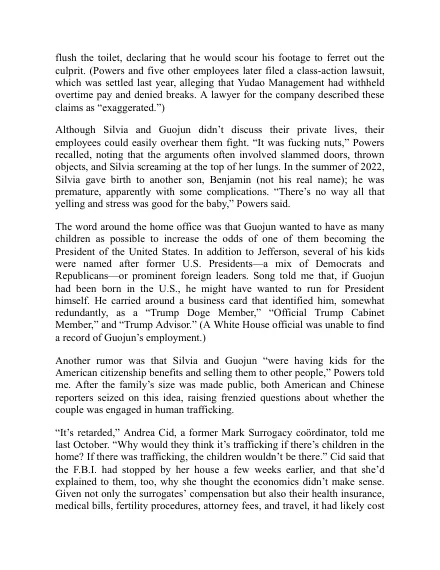 flush the toilet, declaring that he would scour his footage to ferret out the
culprit. (Powers and five other employees later filed a class-action lawsuit,
which was settled last year, alleging that Yudao Management had withheld
overtime pay and denied breaks. A lawyer for the company described these
claims as “exaggerated.”)
Although Silvia and Guojun didn’t discuss their private lives, their
employees could easily overhear them fight. “It was fucking nuts,” Powers
recalled, noting that the arguments often involved slammed doors, thrown
objects, and Silvia screaming at the top of her lungs. In the summer of 2022,
Silvia gave birth to another son, Benjamin (not his real name); he was
premature, apparently with some complications. “There’s no way all that
yelling and stress was good for the baby,” Powers said.
The word around the home office was that Guojun wanted to have as many
children as possible to increase the odds of one of them becoming the
President of the United States. In addition to Jefferson, several of his kids
were named after former U.S. Presidents—a mix of Democrats and
Republicans—or prominent foreign leaders. Song told me that, if Guojun
had been born in the U.S., he might have wanted to run for President
himself. He carried around a business card that identified him, somewhat
redundantly, as a “Trump Doge Member,” “Official Trump Cabinet
Member,” and “Trump Advisor.” (A White House official was unable to find
a record of Guojun’s employment.)
Another rumor was that Silvia and Guojun “were having kids for the
American citizenship benefits and selling them to other people,” Powers told
me. After the family’s size was made public, both American and Chinese
reporters seized on this idea, raising frenzied questions about whether the
couple was engaged in human trafficking.
“It’s retarded,” Andrea Cid, a former Mark Surrogacy coördinator, told me
last October. “Why would they think it’s trafficking if there’s children in the
home? If there was trafficking, the children wouldn’t be there.” Cid said that
the F.B.I. had stopped by her house a few weeks earlier, and that she’d
explained to them, too, why she thought the economics didn’t make sense.
Given not only the surrogates’ compensation but also their health insurance,
medical bills, fertility procedures, attorney fees, and travel, it had likely cost